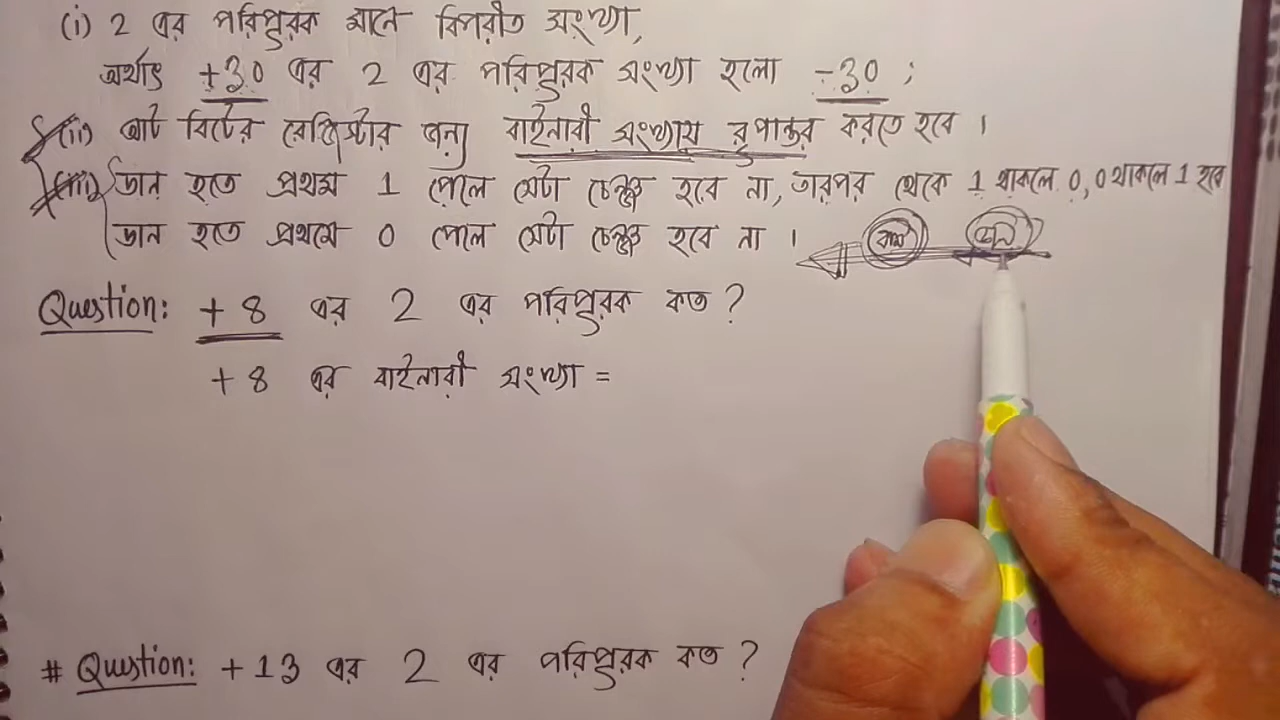 (i) 2 এর পরিপুরক মানে বিপরীত সংখ্যা,
অর্থাৎ +30 এর 2 এর পরিপুরক সংখ্যা হলো -30 ;
(ii) আট বিটের রেজিস্টার জন্য বাইনারী সংখ্যায় রুপান্তর করতে হবে ।
(iii) ডান হতে প্রথম 1 পেলে সেটা চেঞ্জ হবে না, তারপর থেকে 1 থাকলে 0, 0 থাকলে 1 হবে
ডান হতে প্রথমে 0 পেলে সেটা চেঞ্জ হবে না । বাম ডান
Question: +8 এর 2 এর পরিপুরক কত ?
+8 এর বাইনারী সংখ্যা =
# Question: +13 এর 2 এর পরিপুরক কত ?